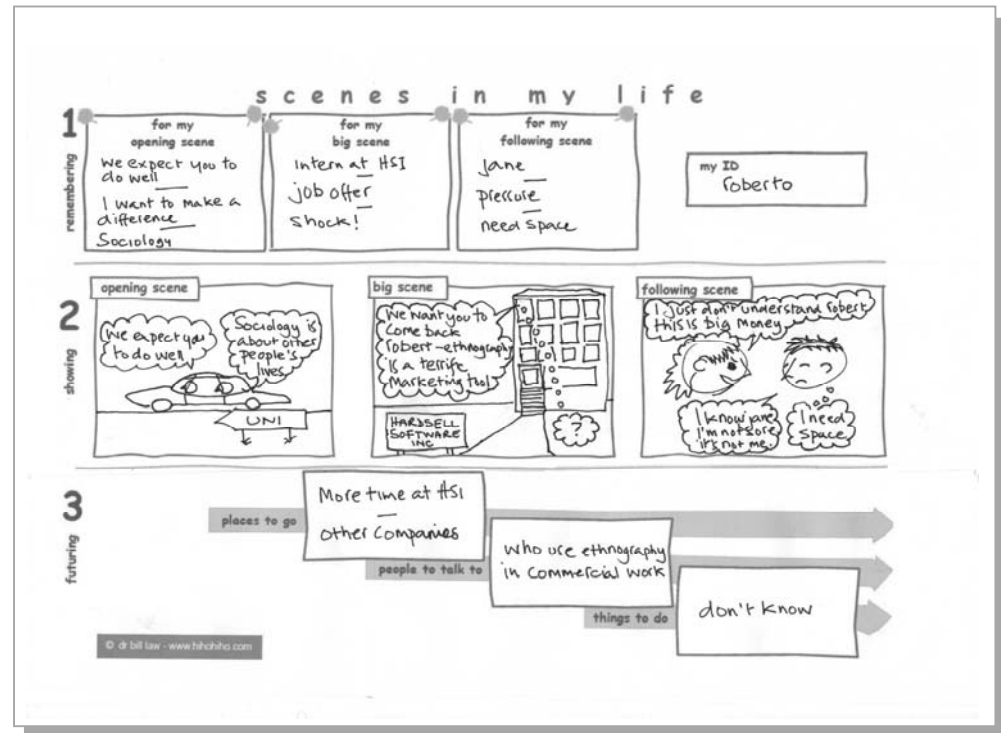 scenes in my life
1
remembering
for my
opening scene
we expect you to
do well
I want to make a
difference
Sociology
for my
big scene
Intern at HSI
job offer
shock!
for my
following scene
Jane
pressure
need space
my ID
roberto
2
showing
opening scene
We expect you
to do well
Sociology is
about other
people's
lives
UNI
big scene
We want you to
come back
robert-ethnography
is a terrific
marketing tool
HARDSELL
SOFTWARE
INC
?
following scene
I just don't understand robert
this is big money
I know jane
I'm not sure
it's not me.
I need
space
3
futuring
places to go
More time at HSI
other companies
people to talk to
who use ethnography
in commercial work
things to do
don't know
© dr bill law - www.hihohiho.com